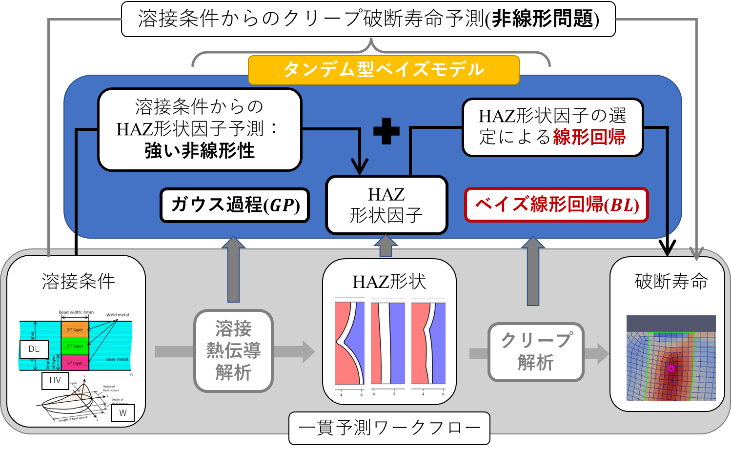 溶接条件からのクリープ破断寿命予測(非線形問題)
タンデム型ベイズモデル
溶接条件からの
HAZ形状因子予測：
強い非線形性
HAZ形状因子の選
定による線形回帰
ガウス過程(GP)
HAZ
形状因子
ベイズ線形回帰(BL)
溶接条件
HAZ形状
破断寿命
Bead width: 4mm
Weld metal
DL
HV
W
溶接
熱伝導
解析
クリープ
解析
一貫予測ワークフロー